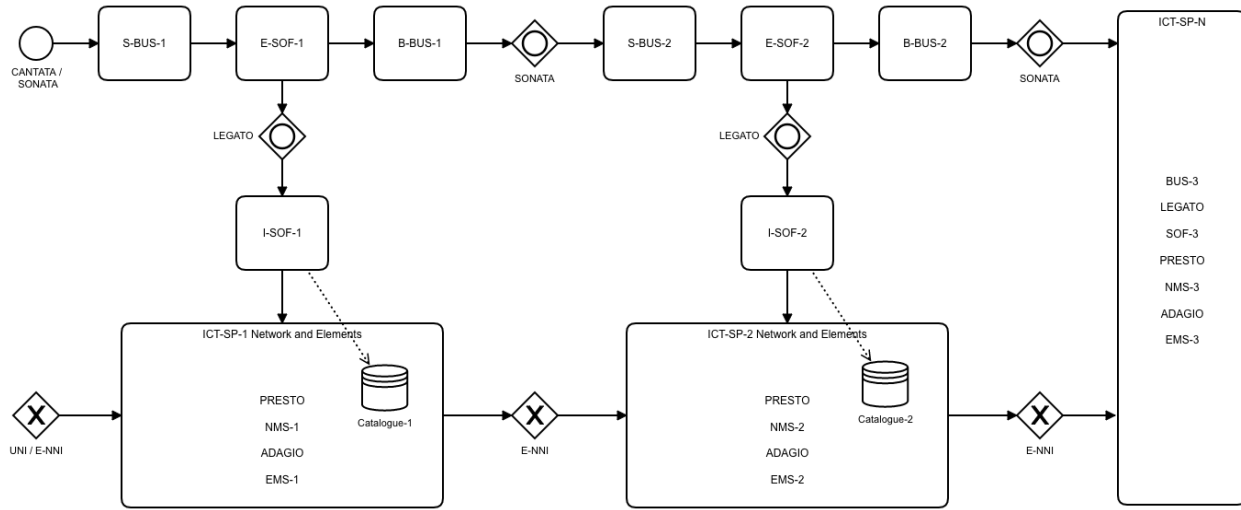 ICT-SP-N
S-BUS-1
E-SOF-1
B-BUS-1
S-BUS-2
E-SOF-2
B-BUS-2
CANTATA /
SONATA
SONATA
SONATA
LEGATO
LEGATO
BUS-3
LEGATO
SOF-3
PRESTO
NMS-3
ADAGIO
EMS-3
I-SOF-1
I-SOF-2
ICT-SP-1 Network and Elements
ICT-SP-2 Network and Elements
PRESTO
NMS-1
ADAGIO
EMS-1
Catalogue-1
PRESTO
NMS-2
ADAGIO
EMS-2
Catalogue-2
UNI / E-NNI
E-NNI
E-NNI